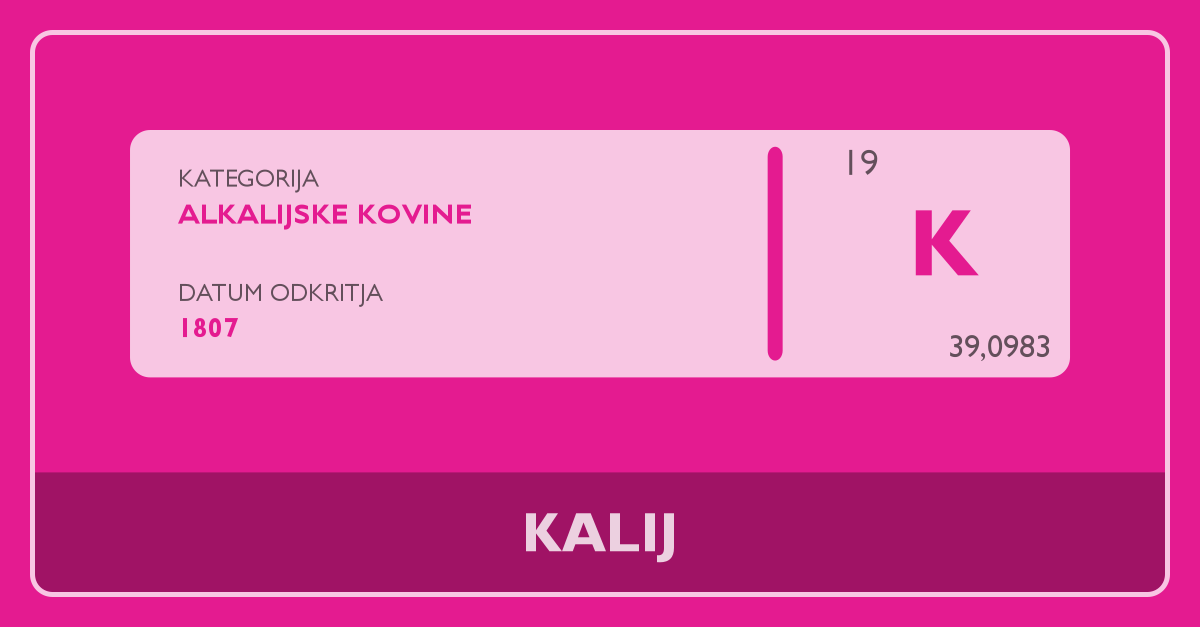 KATEGORIJA
ALKALIJSKE KOVINE
DATUM ODKRITJA
1807
19
K
39,0983
KALIJ